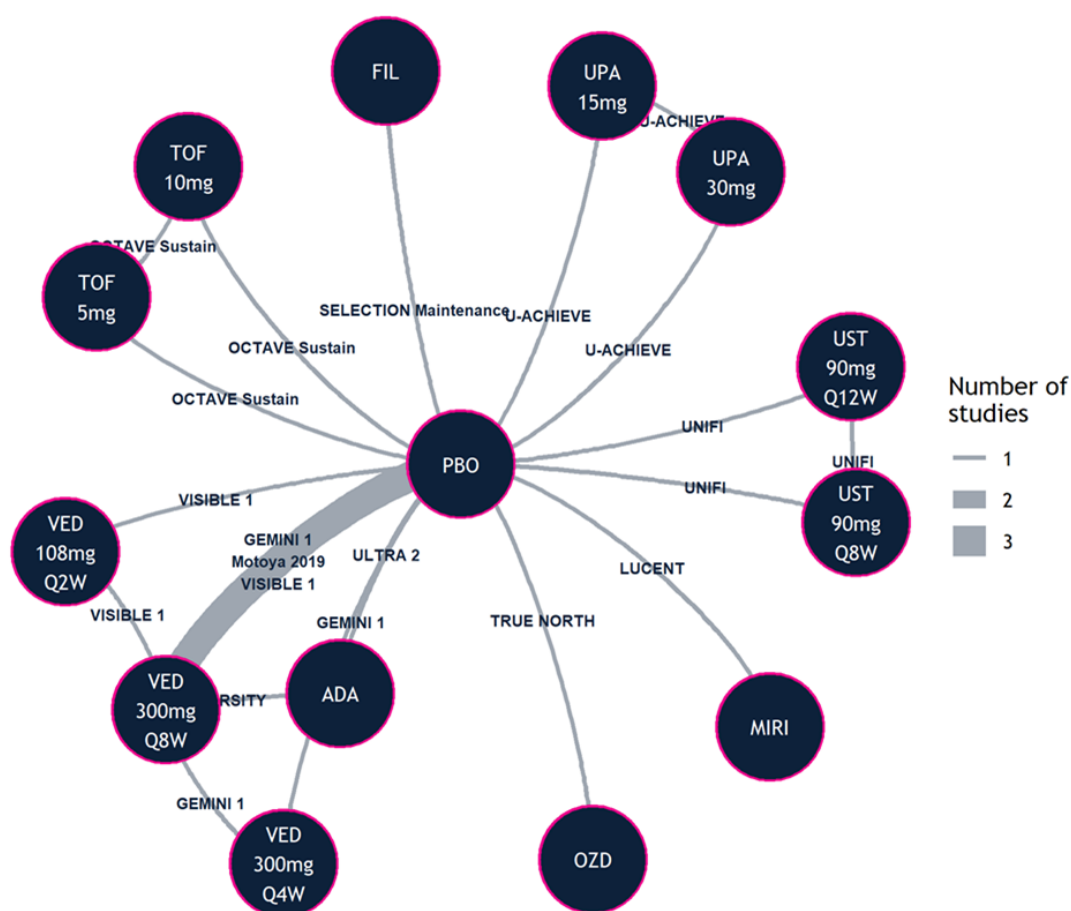 FIL
UPA
15mg
U-ACHIEVE
UPA
30mg
TOF
10mg
OCTAVE Sustain
TOF
5mg
SELECTION Maintenance
U-ACHIEVE
OCTAVE Sustain
U-ACHIEVE
UST
90mg
Q12W
OCTAVE Sustain
Number of
studies
1
2
3
UNIFI
PBO
UNIFI
UNIFI
UST
90mg
Q8W
VISIBLE 1
VED
108mg
Q2W
GEMINI 1
Motoya 2019
VISIBLE 1
ULTRA 2
LUCENT
VISIBLE 1
GEMINI 1
TRUE NORTH
VED
300mg
Q8W
ADA
MIRI
GEMINI 1
VED
300mg
Q4W
OZD